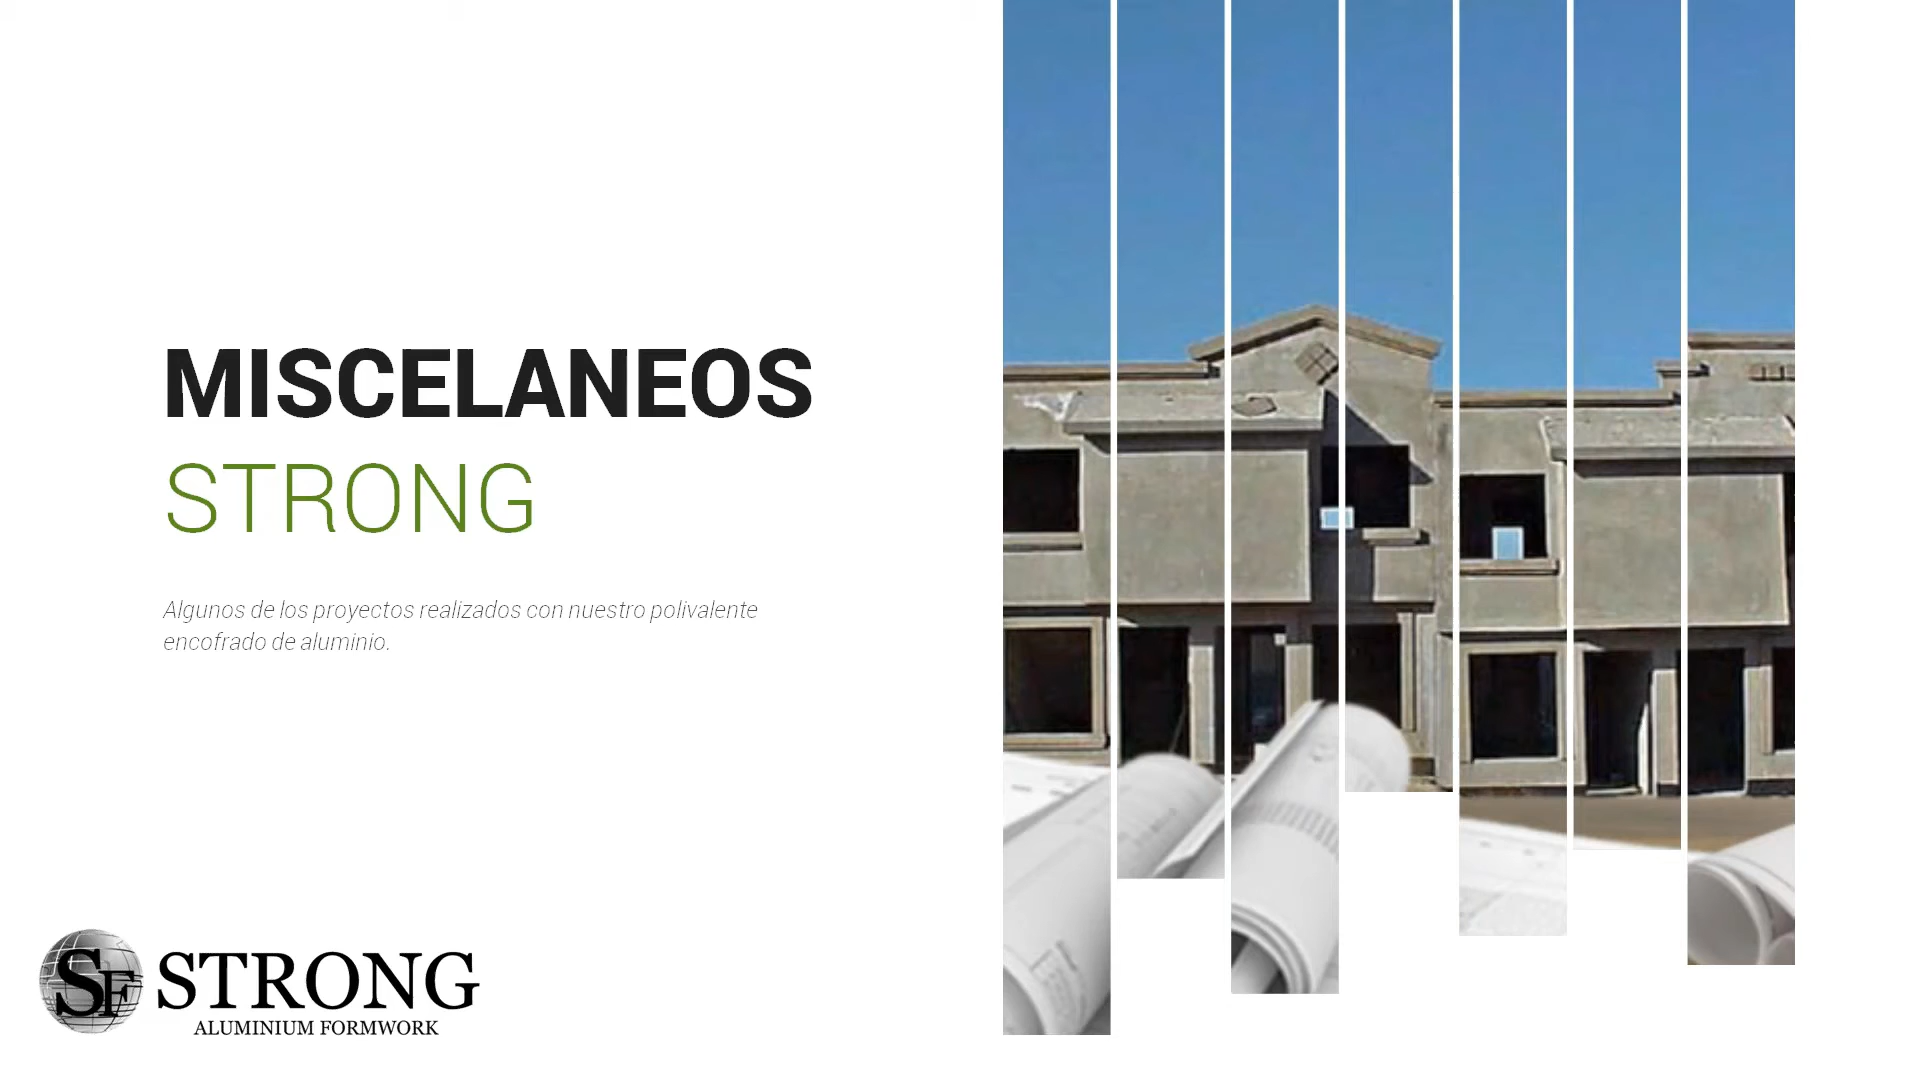 MISCELANEOS
STRONG
Algunos de los proyectos realizados con nuestro polivalente
encofrado de aluminio.
SF STRONG
ALUMINIUM FORMWORK